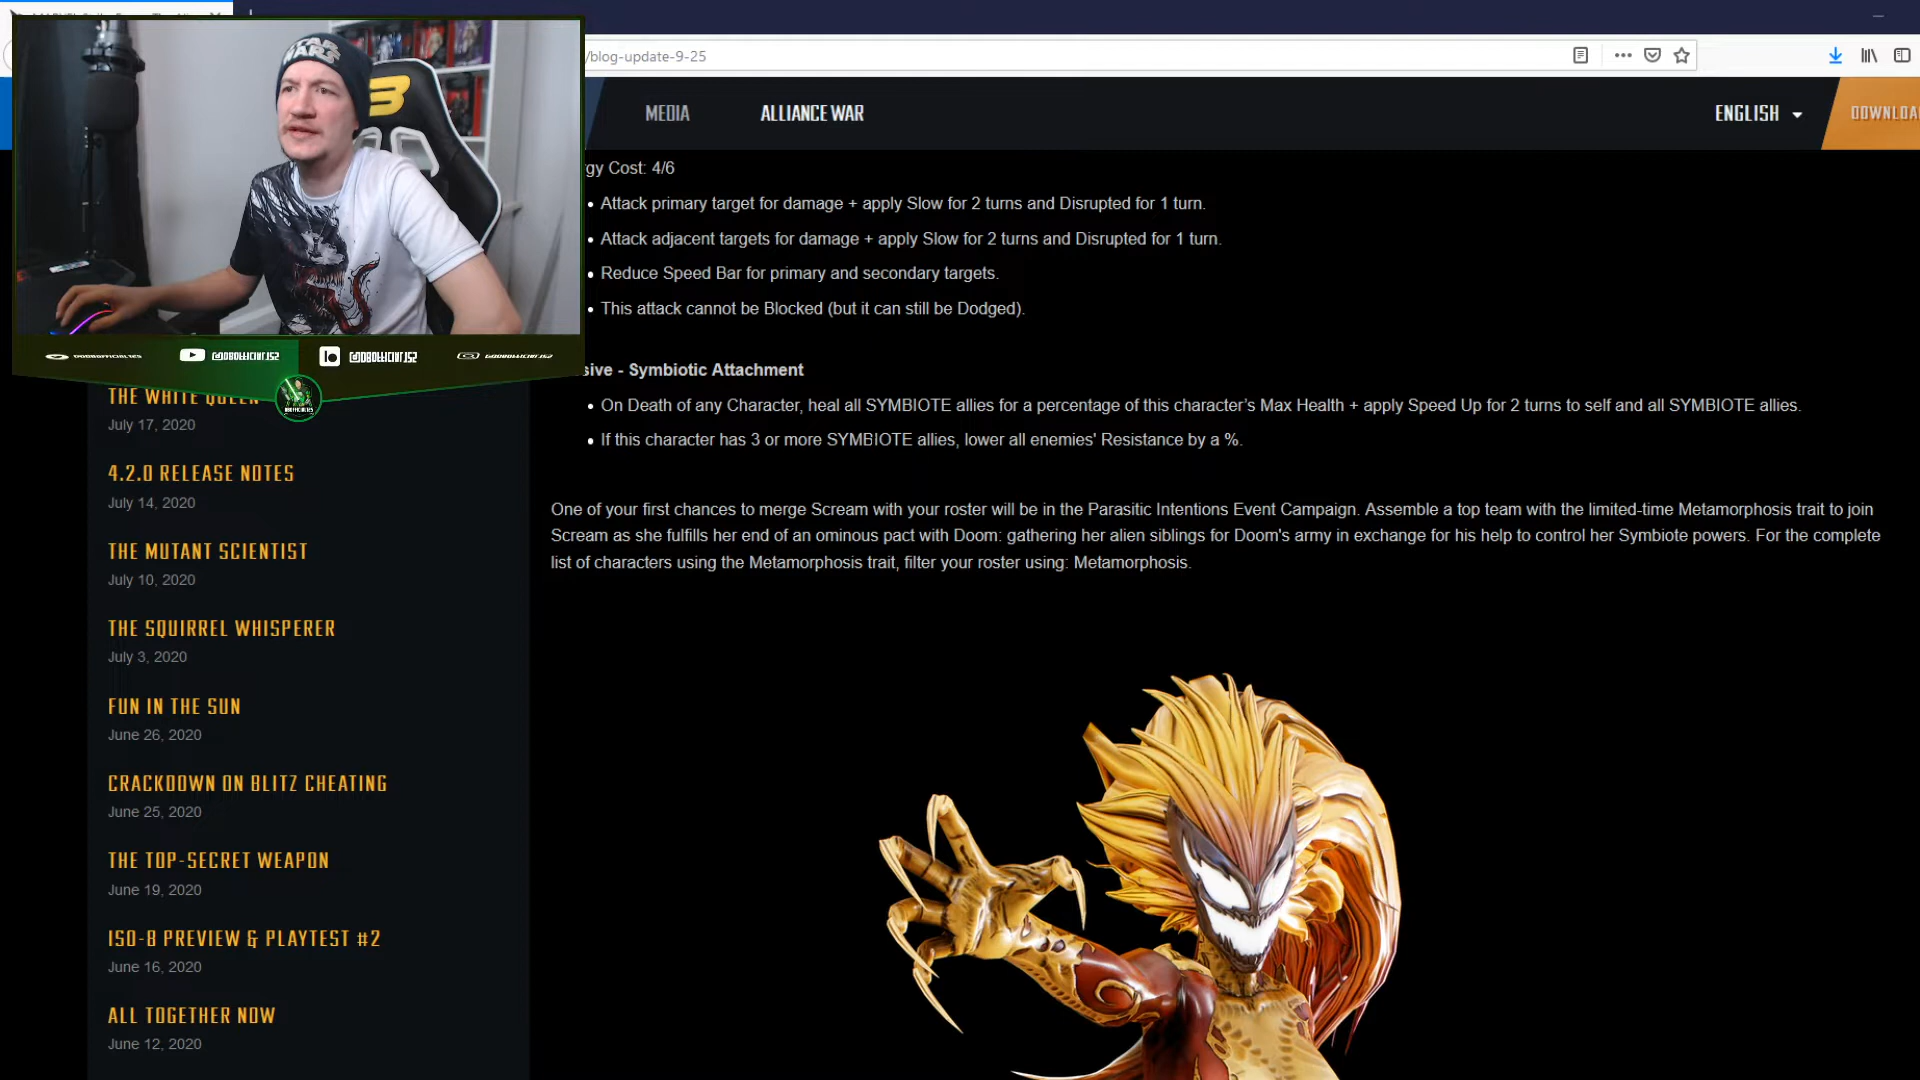 /blog-update-9-25
STAR
WARS
3
MEDIA
ALLIANCE WAR
ENGLISH
DOWNLOA
gy Cost: 4/6
Attack primary target for damage + apply Slow for 2 turns and Disrupted for 1 turn.
Attack adjacent targets for damage + apply Slow for 2 turns and Disrupted for 1 turn.
Reduce Speed Bar for primary and secondary targets.
This attack cannot be Blocked (but it can still be Dodged).
sive - Symbiotic Attachment
On Death of any Character, heal all SYMBIOTE allies for a percentage of this character's Max Health + apply Speed Up for 2 turns to self and all SYMBIOTE allies.
If this character has 3 or more SYMBIOTE allies, lower all enemies' Resistance by a %.
One of your first chances to merge Scream with your roster will be in the Parasitic Intentions Event Campaign. Assemble a top team with the limited-time Metamorphosis trait to join
Scream as she fulfills her end of an ominous pact with Doom: gathering her alien siblings for Doom's army in exchange for his help to control her Symbiote powers. For the complete
list of characters using the Metamorphosis trait, filter your roster using: Metamorphosis.
THE WHITE QUEEN
July 17, 2020
4.2.0 RELEASE NOTES
July 14, 2020
THE MUTANT SCIENTIST
July 10, 2020
THE SQUIRREL WHISPERER
July 3, 2020
FUN IN THE SUN
June 26, 2020
CRACKDOWN ON BLITZ CHEATING
June 25, 2020
THE TOP-SECRET WEAPON
June 19, 2020
ISO-8 PREVIEW & PLAYTEST #2
June 16, 2020
ALL TOGETHER NOW
June 12, 2020